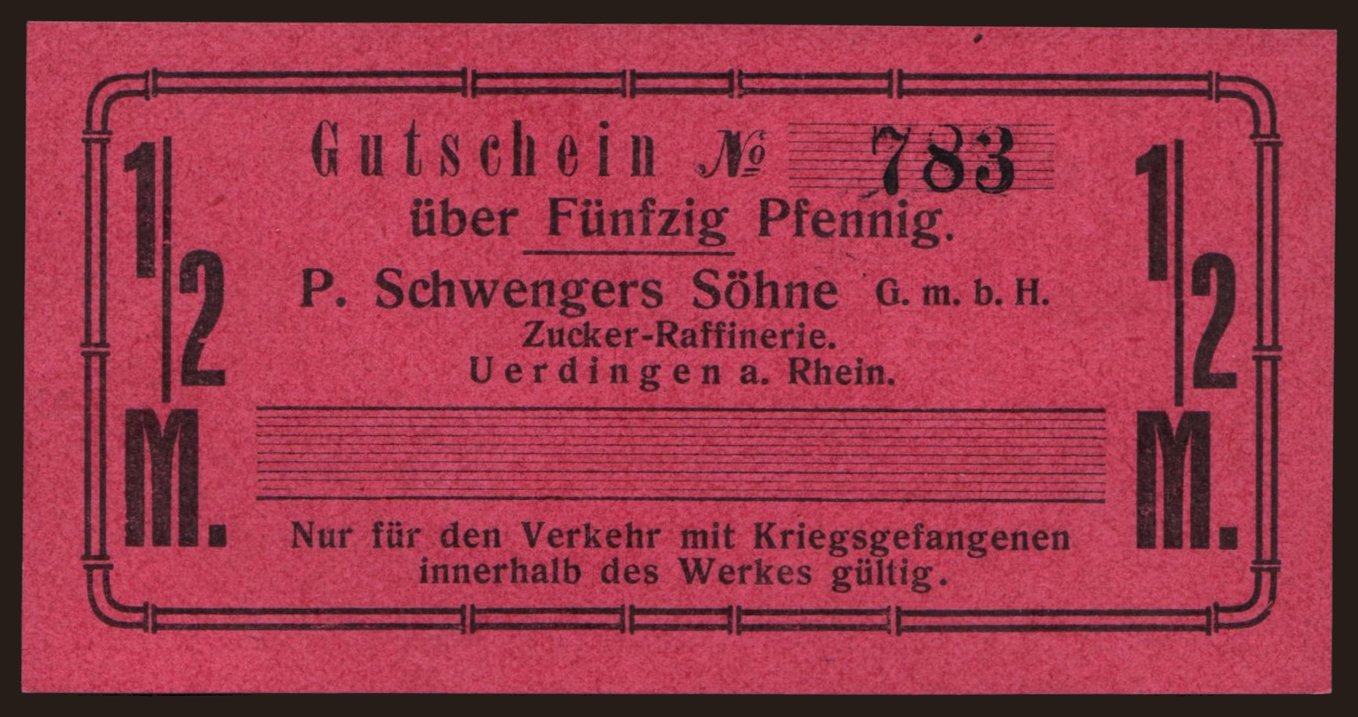 Gutschein № 783
über Fünfzig Pfennig.
P. Schwengers Söhne G. m. b. H.
Zucker-Raffinerie.
Uerdingen a. Rhein.
Nur für den Verkehr mit Kriegsgefangenen
innerhalb des Werkes gültig.
1/2
M.
1/2
M.